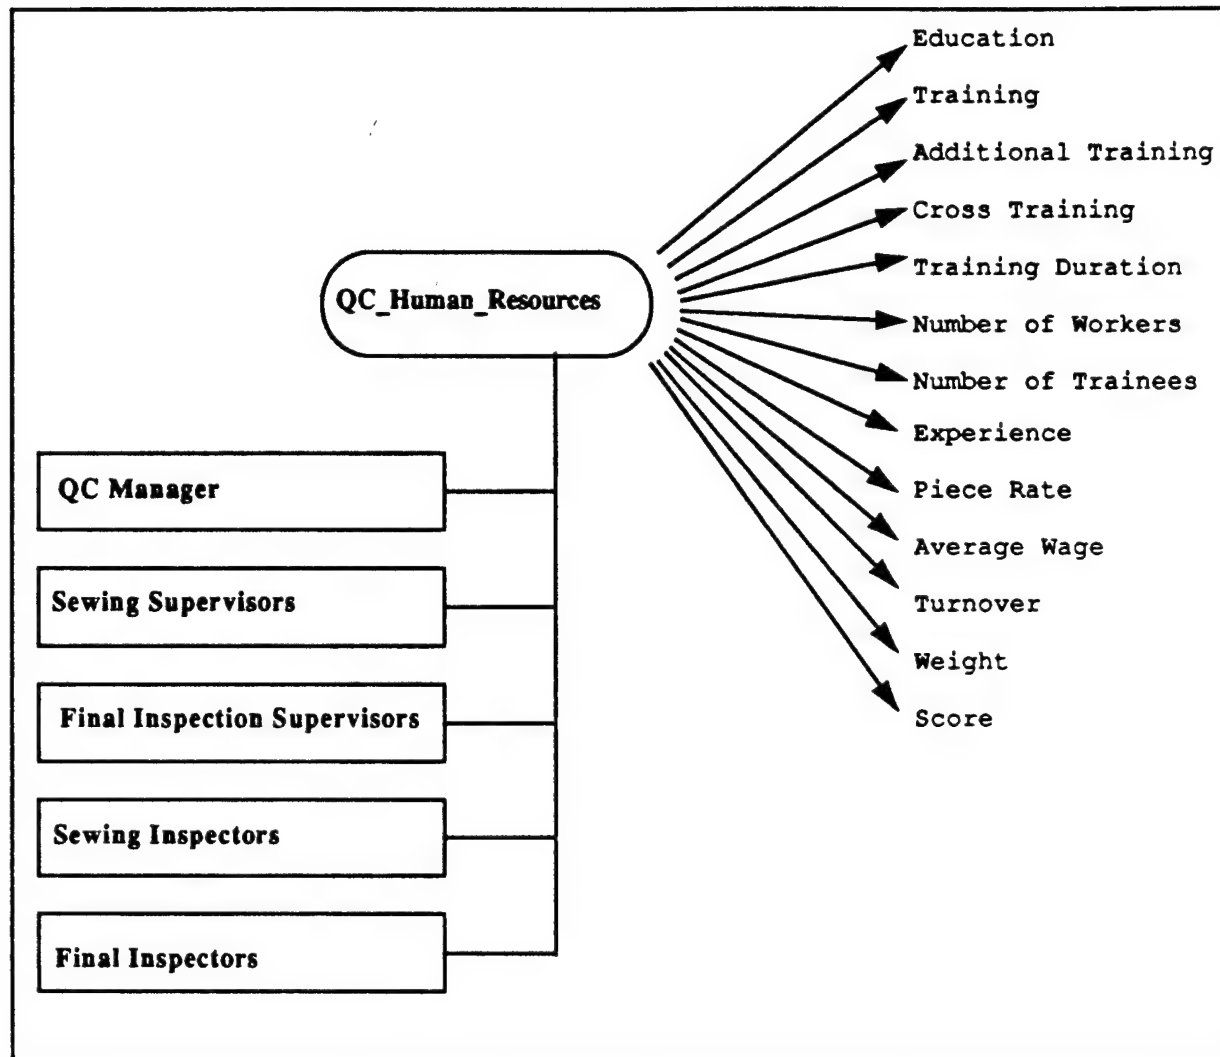 Education
Training
Additional Training
Cross Training
Training Duration
Number of Workers
Number of Trainees
Experience
Piece Rate
Average Wage
Turnover
Weight
Score
QC_Human_Resources
QC Manager
Sewing Supervisors
Final Inspection Supervisors
Sewing Inspectors
Final Inspectors